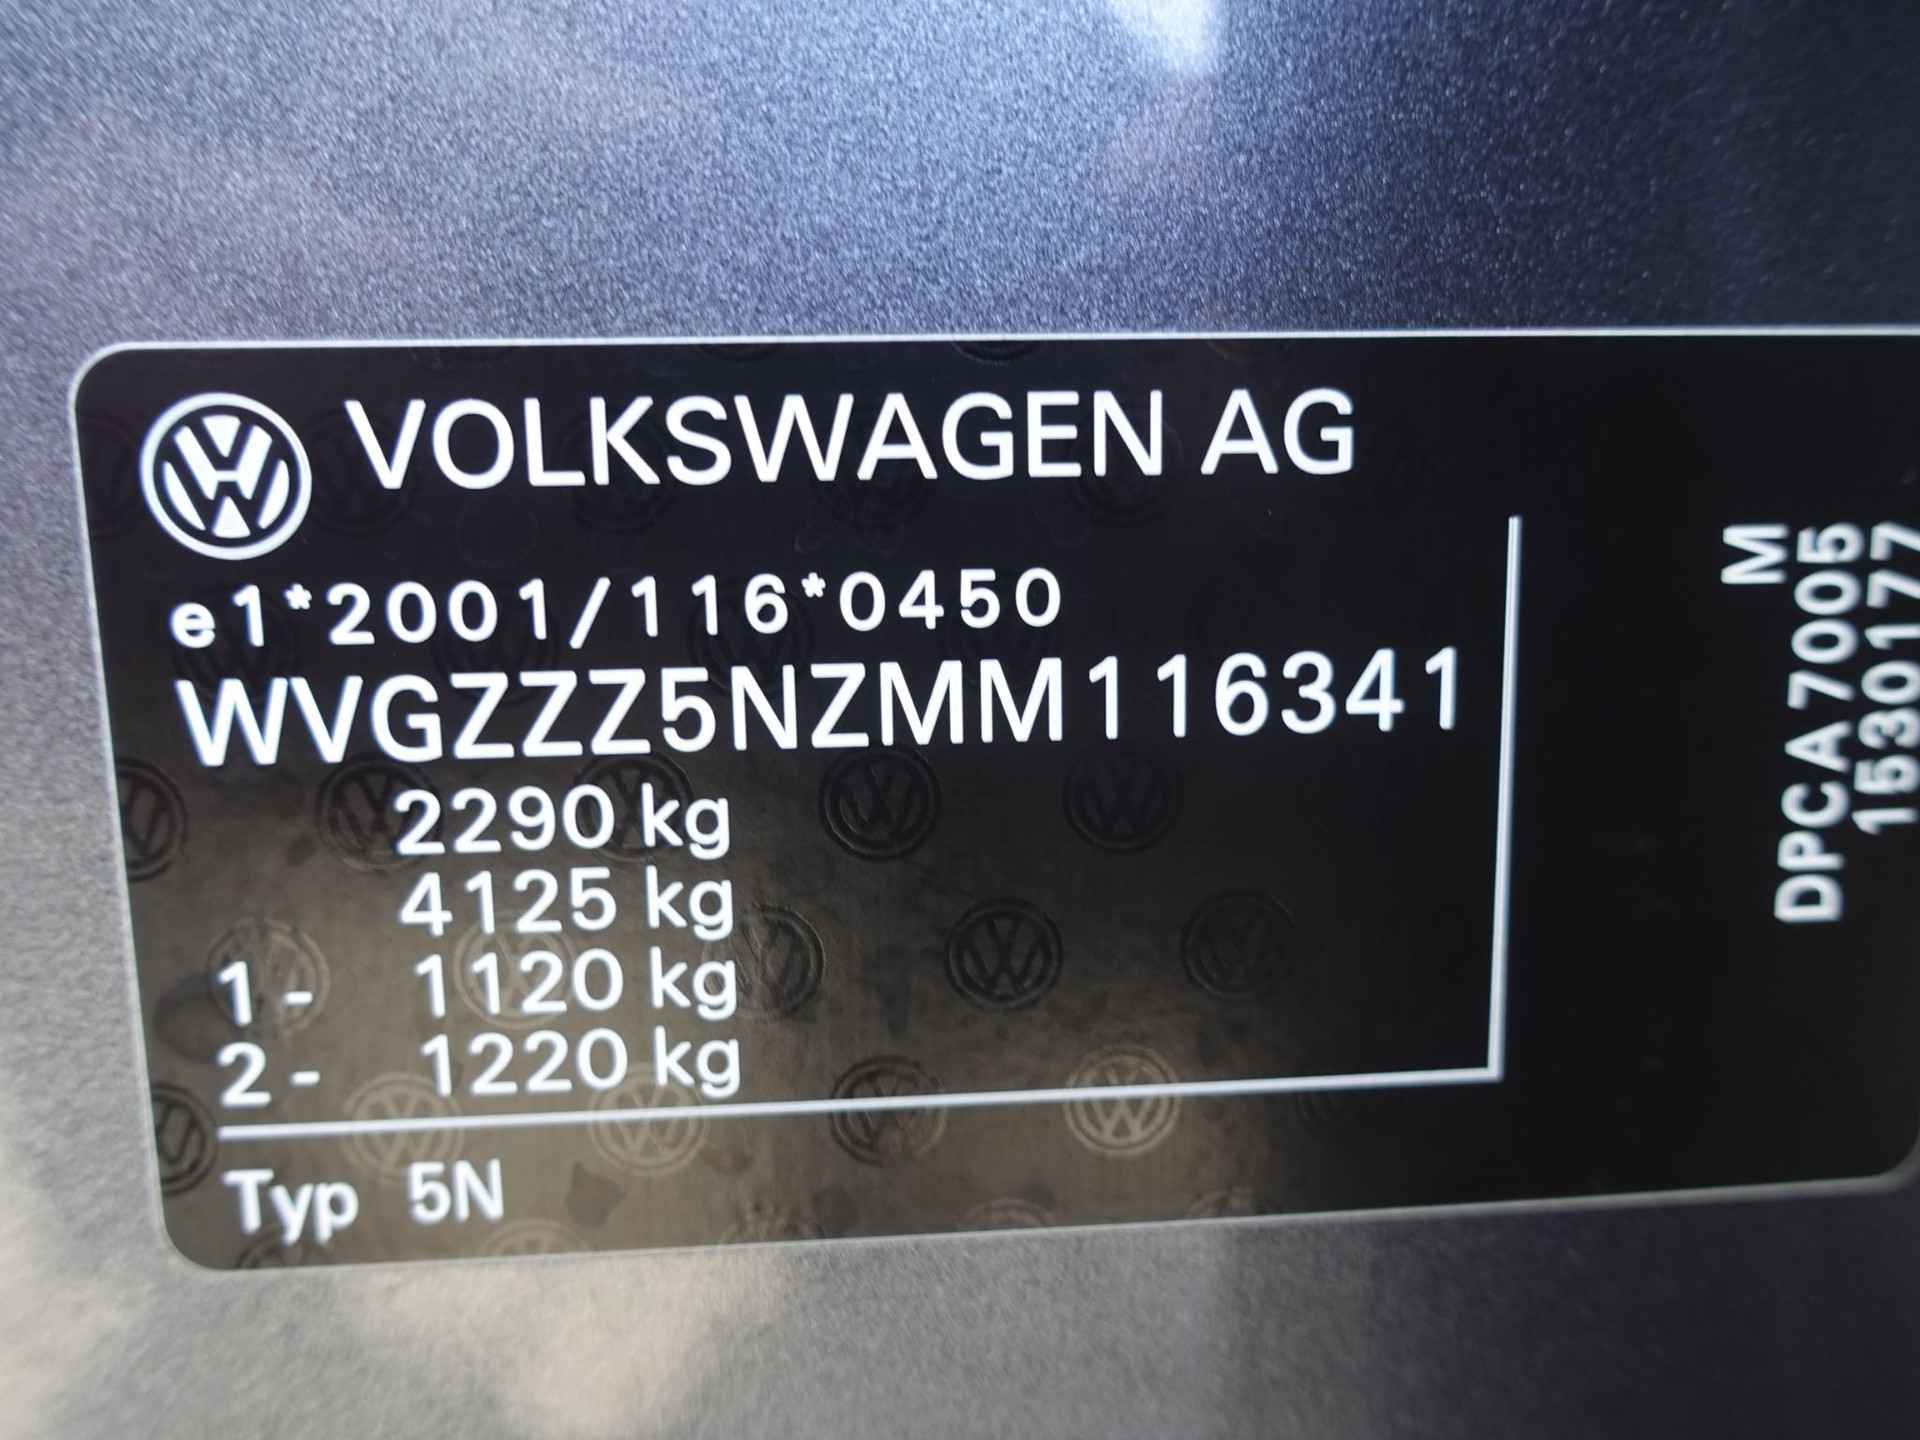 VOLKSWAGEN AG
e1*2001/116*0450
WVGZZZ5NZMM116341
2290 kg
4125 kg
1 - 1120 kg
2 - 1220 kg
Typ 5N
M
DPCA7005
1530177